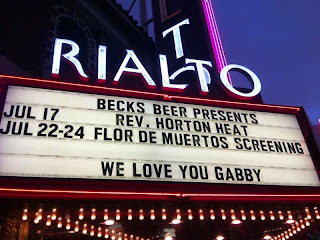 RIALTO
BECKS BEER PRESENTS
JUL 17 REV. HORTON HEAT
JUL 22-24 FLOR DE MUERTOS SCREENING
WE LOVE YOU GABBY